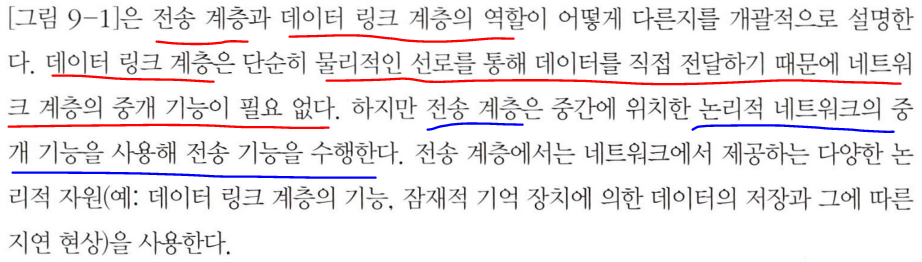 [그림 9-1]은 전송 계층과 데이터 링크 계층의 역할이 어떻게 다른지를 개괄적으로 설명한
다. 데이터 링크 계층은 단순히 물리적인 선로를 통해 데이터를 직접 전달하기 때문에 네트워
크 계층의 중개 기능이 필요 없다. 하지만 전송 계층은 중간에 위치한 논리적 네트워크의 중
개 기능을 사용해 전송 기능을 수행한다. 전송 계층에서는 네트워크에서 제공하는 다양한 논
리적 자원(예: 데이터 링크 계층의 기능, 잠재적 기억 장치에 의한 데이터의 저장과 그에 따른
지연 현상)을 사용한다.